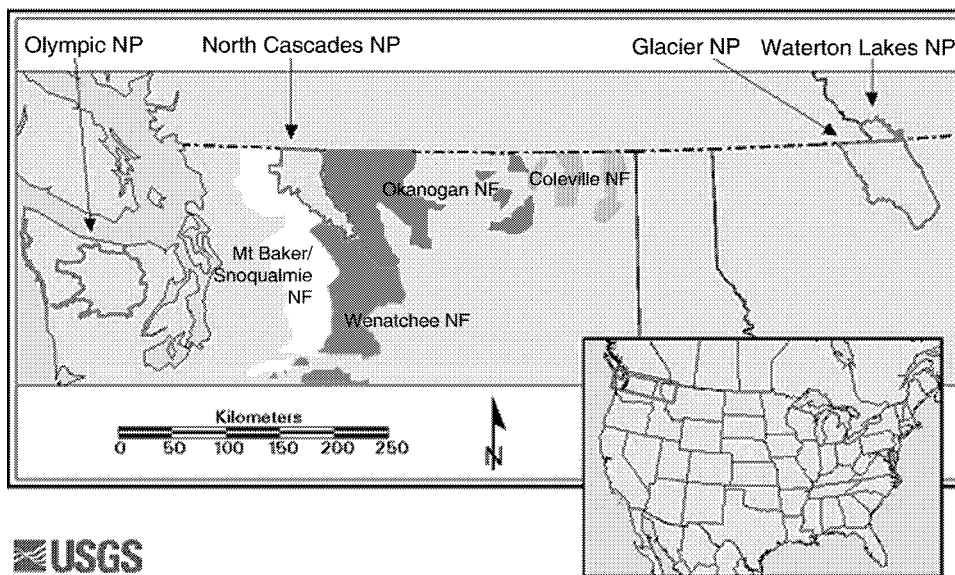 Olympic NP
North Cascades NP
Glacier NP
Waterton Lakes NP
Okanogan NF
Coleville NF
Mt Baker/
Snoqualmie
NF
Wenatchee NF
Kilometers
0 50 100 150 200 250
N
USGS